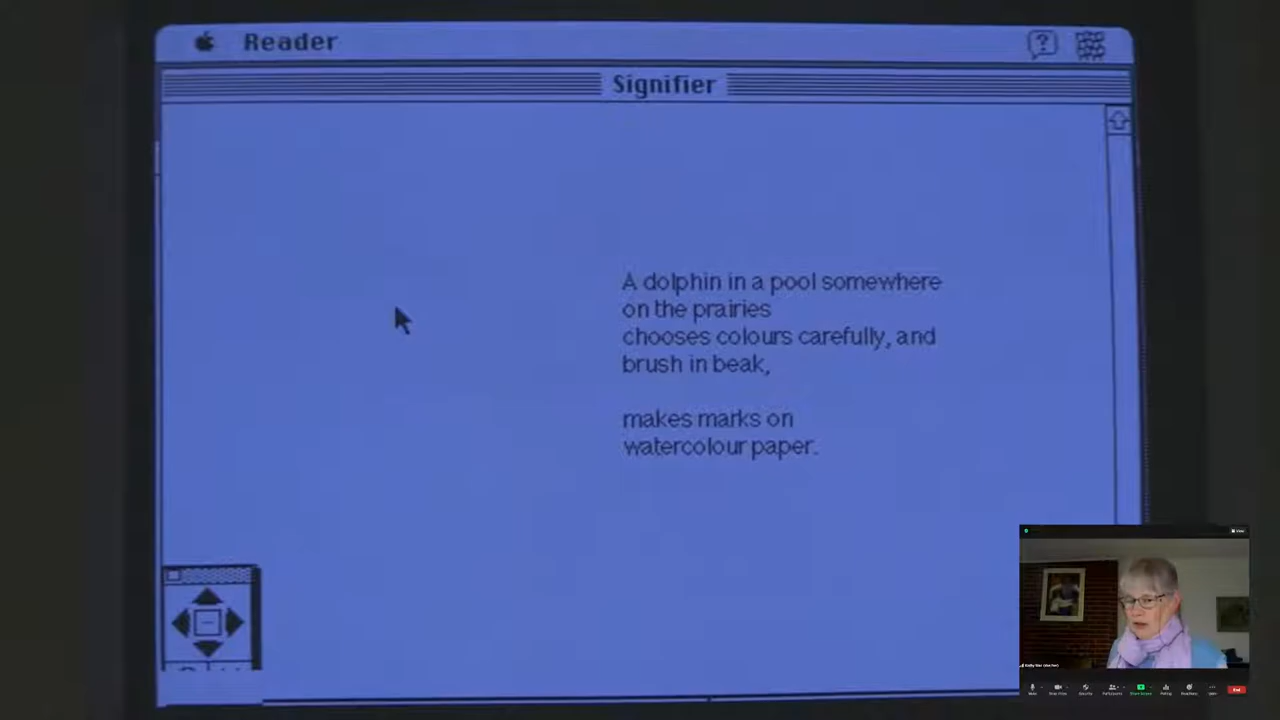 Reader
Signifier
A dolphin in a pool somewhere
on the prairies
chooses colours carefully, and
brush in beak,
makes marks on
watercolour paper.